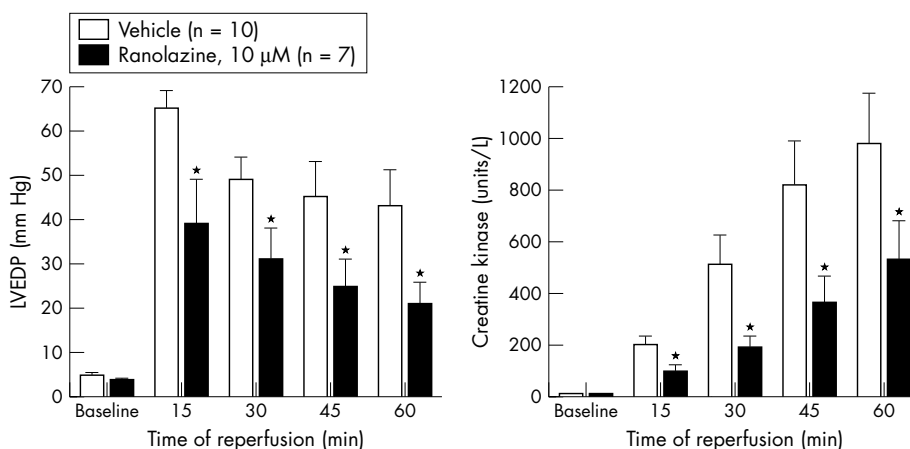 Vehicle (n = 10)
Ranolazine, 10 μM (n = 7)
LVEDP (mm Hg)
70
60
50
40
30
20
10
0
★
★
★
★
Baseline 15 30 45 60
Time of reperfusion (min)
Creatine kinase (units/L)
1200
1000
800
600
400
200
0
★
★
★
★
Baseline 15 30 45 60
Time of reperfusion (min)